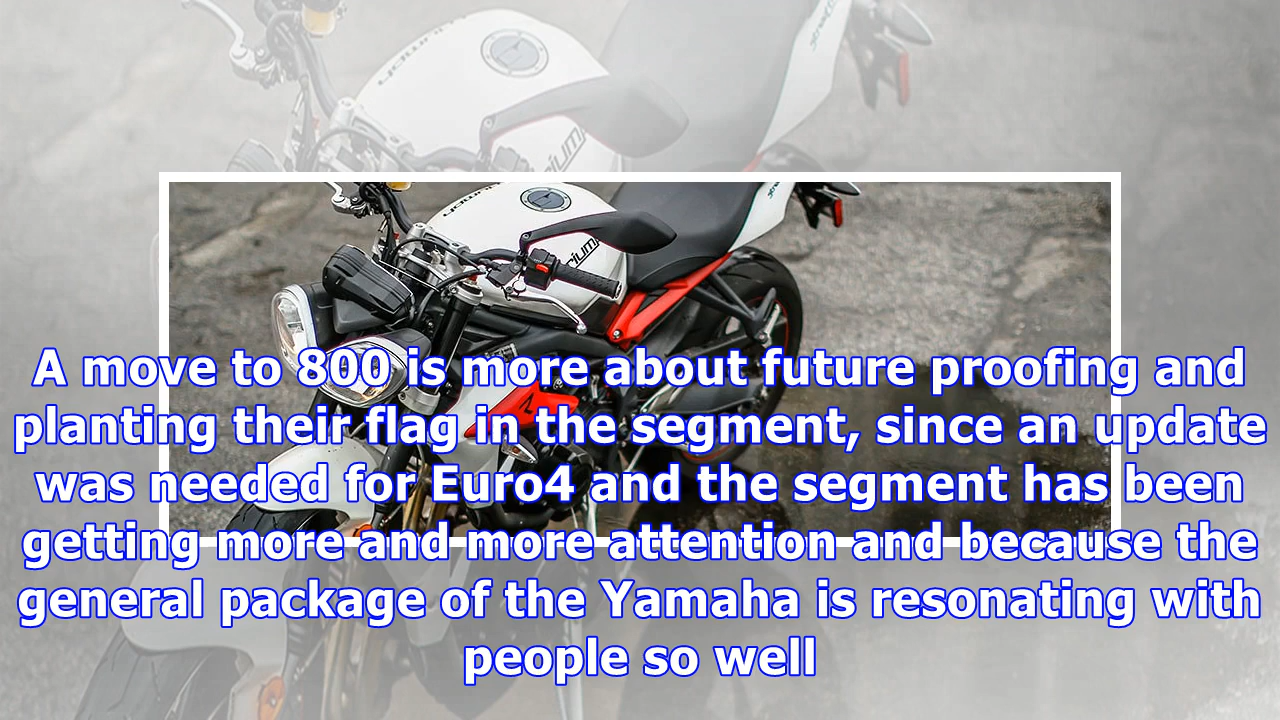 A move to 800 is more about future proofing and
planting their flag in the segment, since an update
was needed for Euro4 and the segment has been
getting more and more attention and because the
general package of the Yamaha is resonating with
people so well